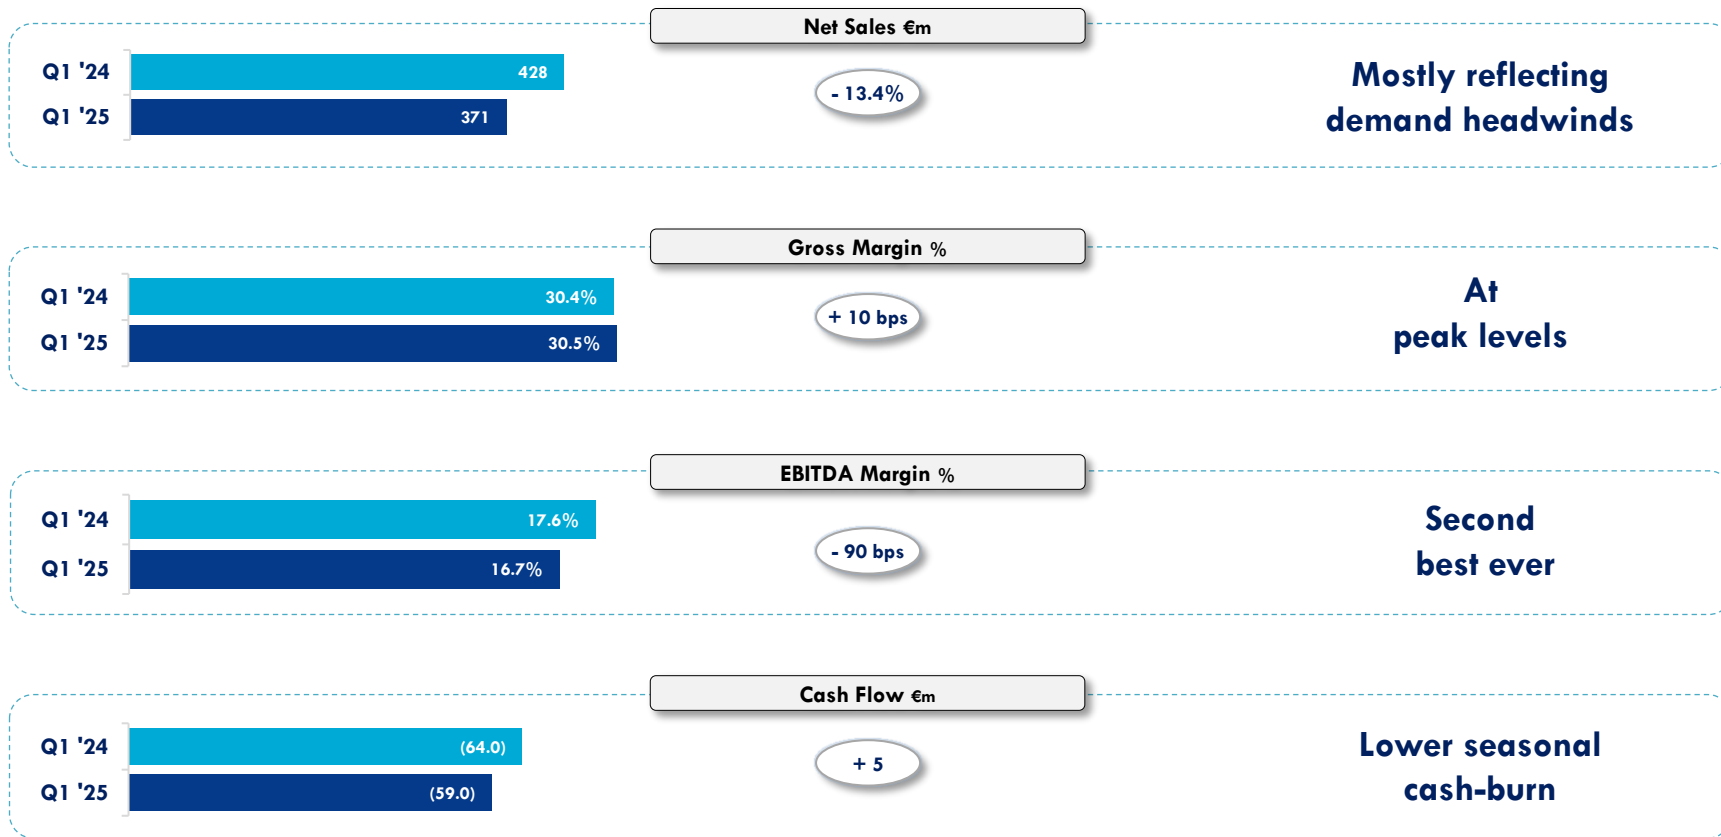 Net Sales €m
Q1 '24
428
Q1 '25
371
- 13.4%
Mostly reflecting
demand headwinds
Gross Margin %
Q1 '24
30.4%
Q1 '25
30.5%
+ 10 bps
At
peak levels
EBITDA Margin %
Q1 '24
17.6%
Q1 '25
16.7%
- 90 bps
Second
best ever
Cash Flow €m
Q1 '24
(64.0)
Q1 '25
(59.0)
+ 5
Lower seasonal
cash-burn